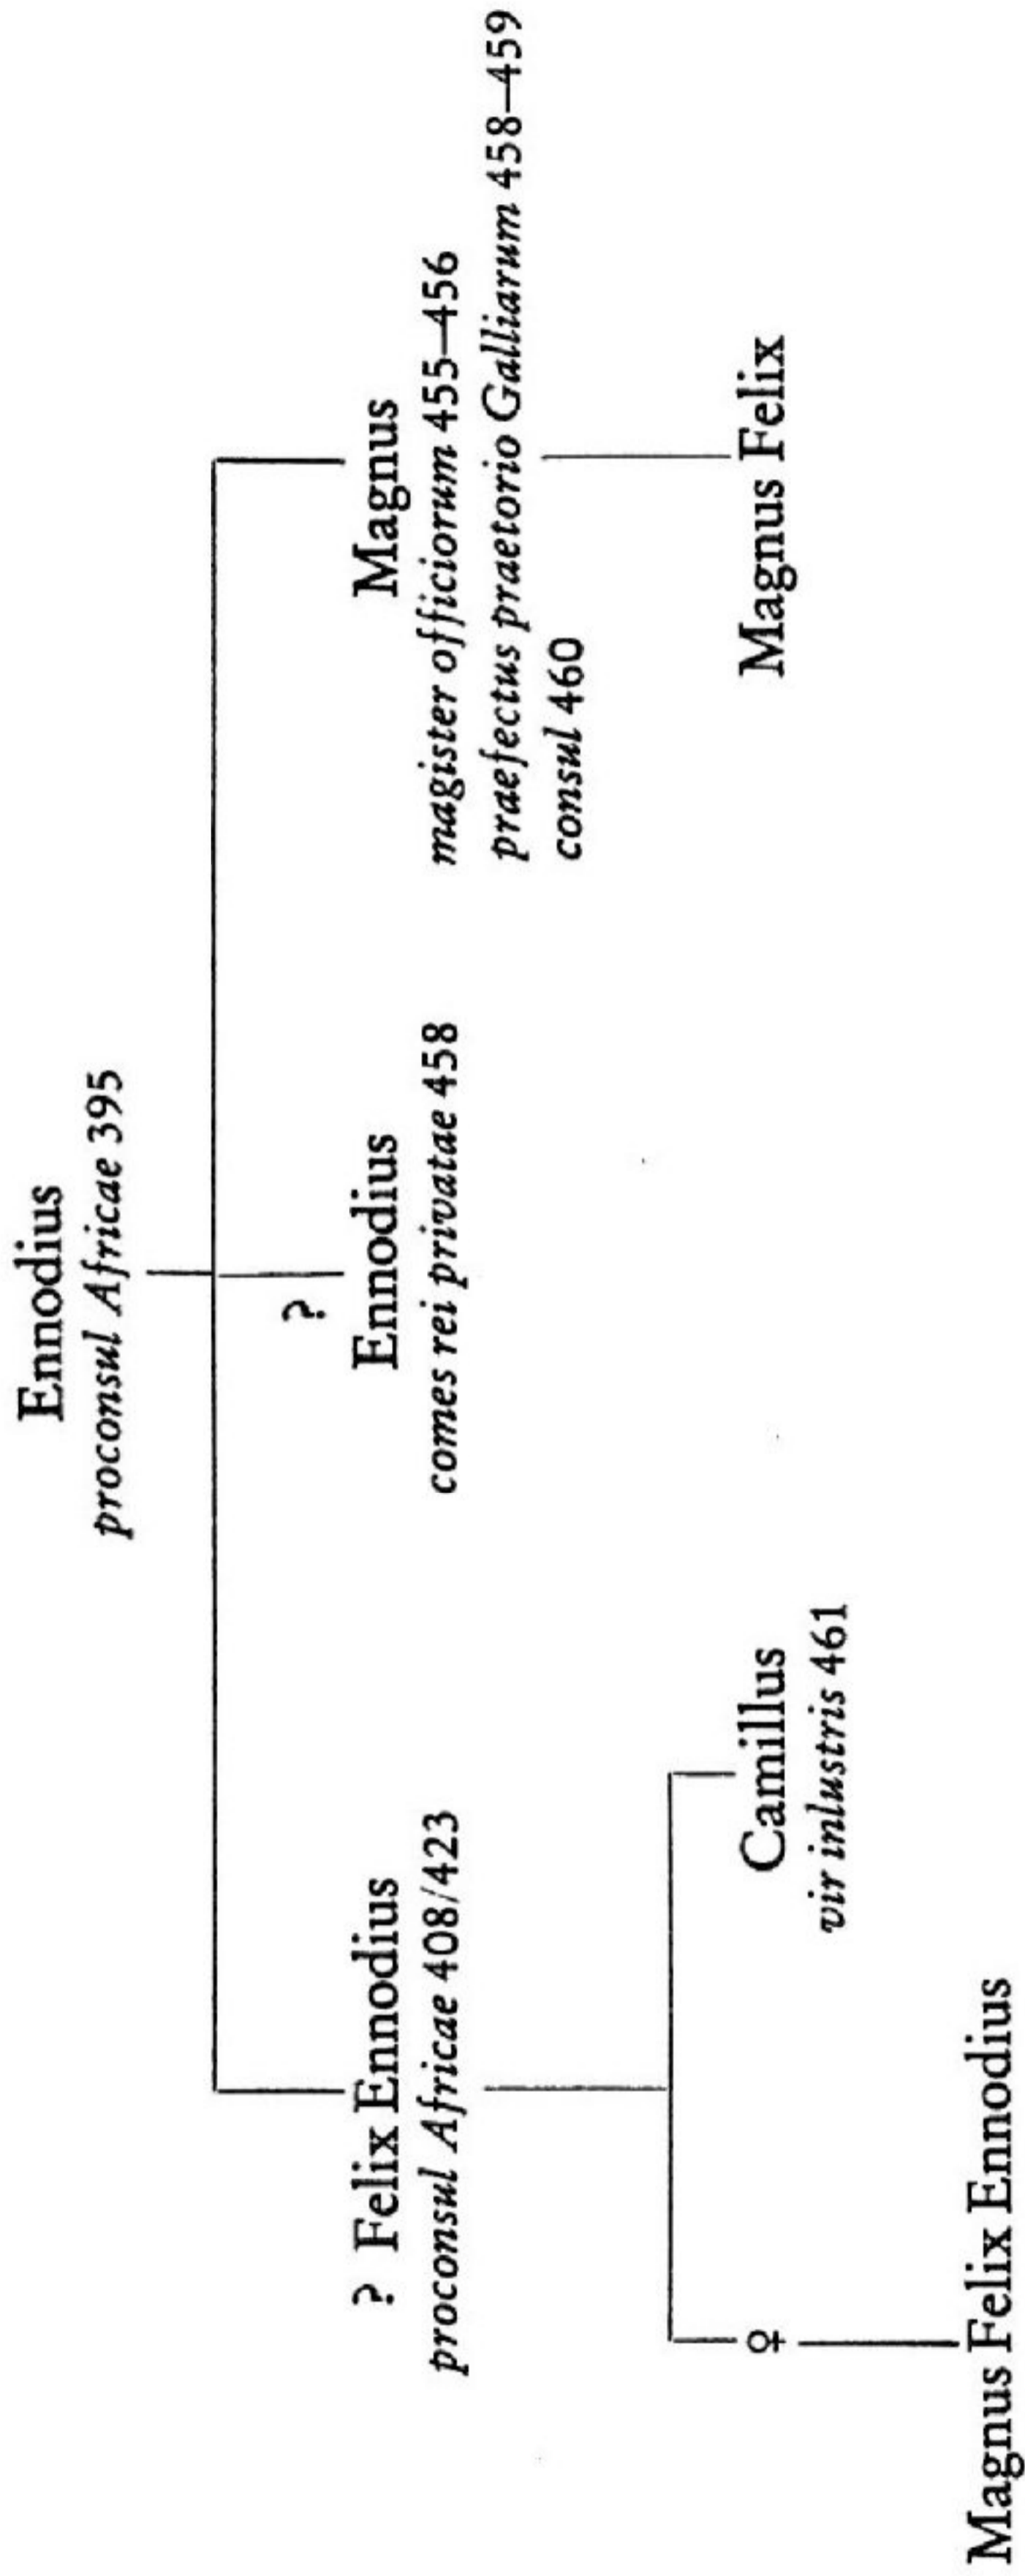 Ennodius
proconsul Africae 395
?
? Felix Ennodius
proconsul Africae 408/423
Ennodius
comes rei privatae 458
Magnus
magister officiorum 455–456
praefectus praetorio Galliarum 458–459
consul 460
♀
Camillus
vir inlustris 461
Magnus Felix
Magnus Felix Ennodius